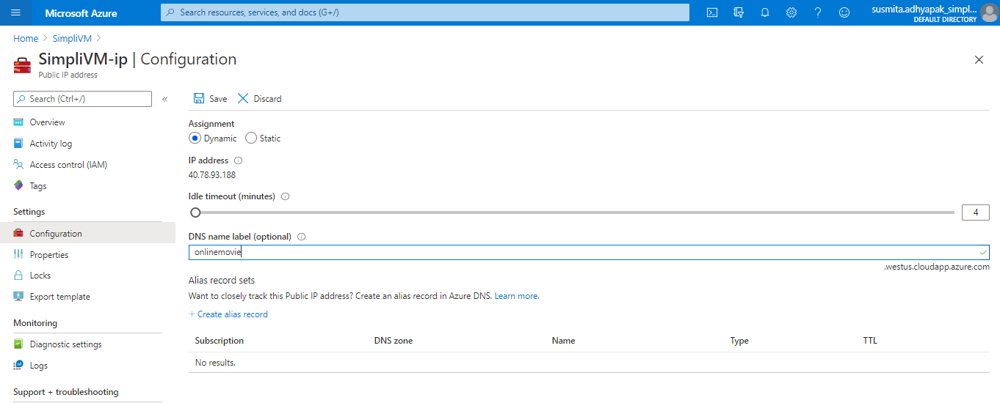 Microsoft Azure
Search resources, services, and docs (G+/)
susmita.adhyapak_simpl...
DEFAULT DIRECTORY
Home > SimpliVM >
SimpliVM-ip | Configuration
Public IP address
Search (Ctrl+/)
Overview
Activity log
Access control (IAM)
Tags
Settings
Configuration
Properties
Locks
Export template
Monitoring
Diagnostic settings
Logs
Support + troubleshooting
Save
Discard
Assignment
Dynamic
Static
IP address
40.78.93.188
Idle timeout (minutes)
4
DNS name label (optional)
onlinemovie
.westus.cloudapp.azure.com
Alias record sets
Want to closely track this Public IP address? Create an alias record in Azure DNS. Learn more.
+ Create alias record
Subscription DNS zone Name Type TTL
No results.